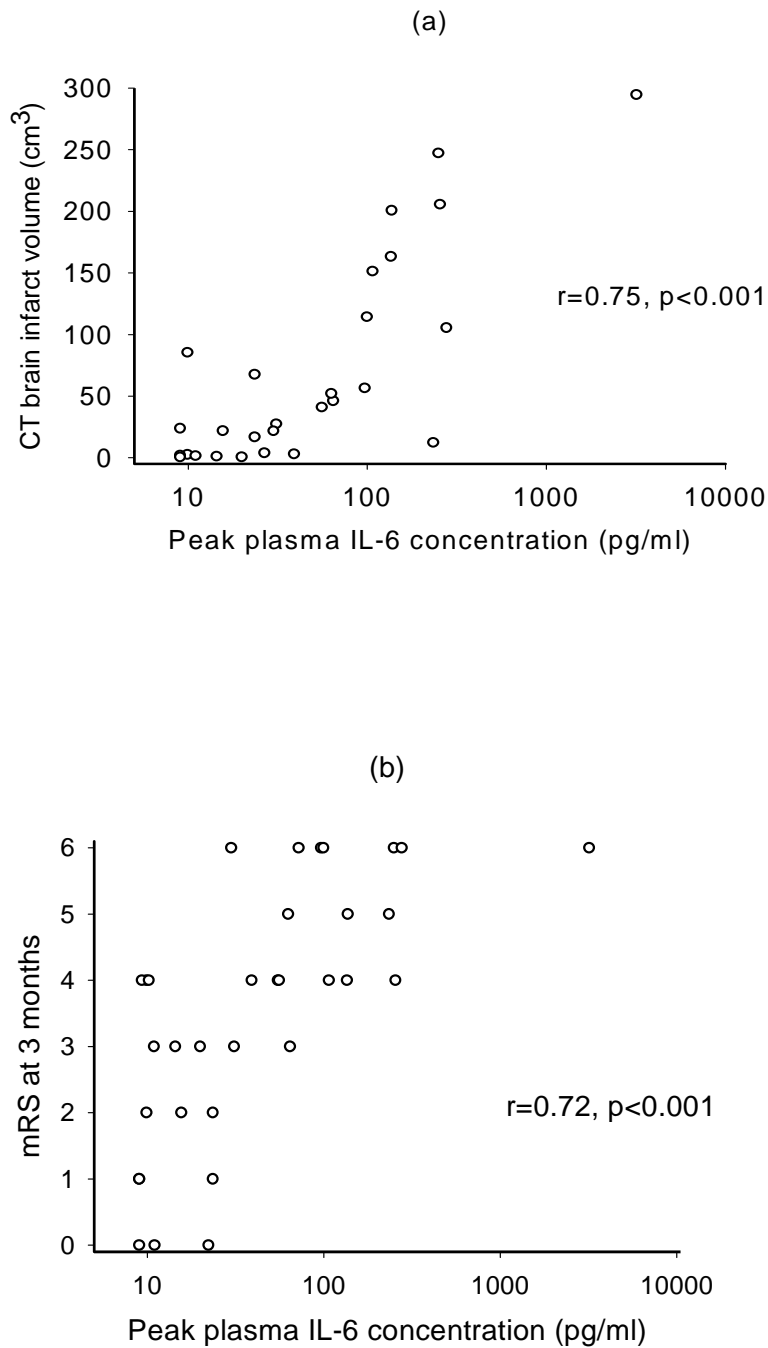 (a)
CT brain infarct volume (cm³)
300
250
200
150
100
50
0
r=0.75, p<0.001
10 100 1000 10000
Peak plasma IL-6 concentration (pg/ml)
(b)
mRS at 3 months
6
5
4
3
2
1
0
r=0.72, p<0.001
10 100 1000 10000
Peak plasma IL-6 concentration (pg/ml)